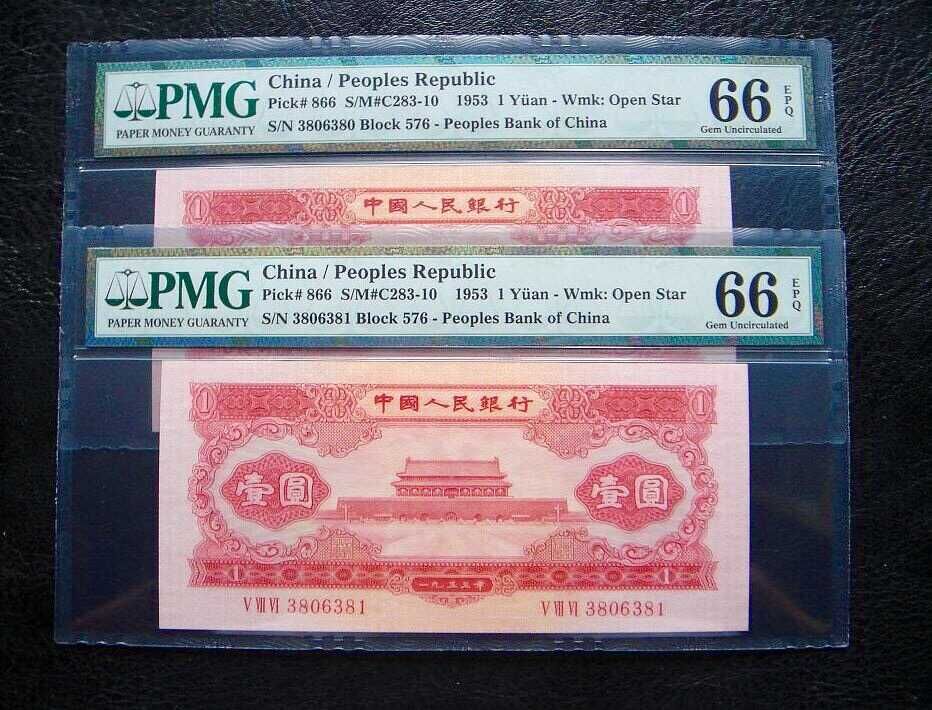 PMG
PAPER MONEY GUARANTY
China / Peoples Republic
Pick# 866 S/M#C283-10 1953 1 Yüan - Wmk: Open Star
S/N 3806380 Block 576 - Peoples Bank of China
66 EPQ
Gem Uncirculated
1 中國人民銀行 1
PMG
PAPER MONEY GUARANTY
China / Peoples Republic
Pick# 866 S/M#C283-10 1953 1 Yüan - Wmk: Open Star
S/N 3806381 Block 576 - Peoples Bank of China
66 EPQ
Gem Uncirculated
1 中國人民銀行 1
壹圓 壹圓
1 一九五三年 1
V VII VI 3806381 V VII VI 3806381